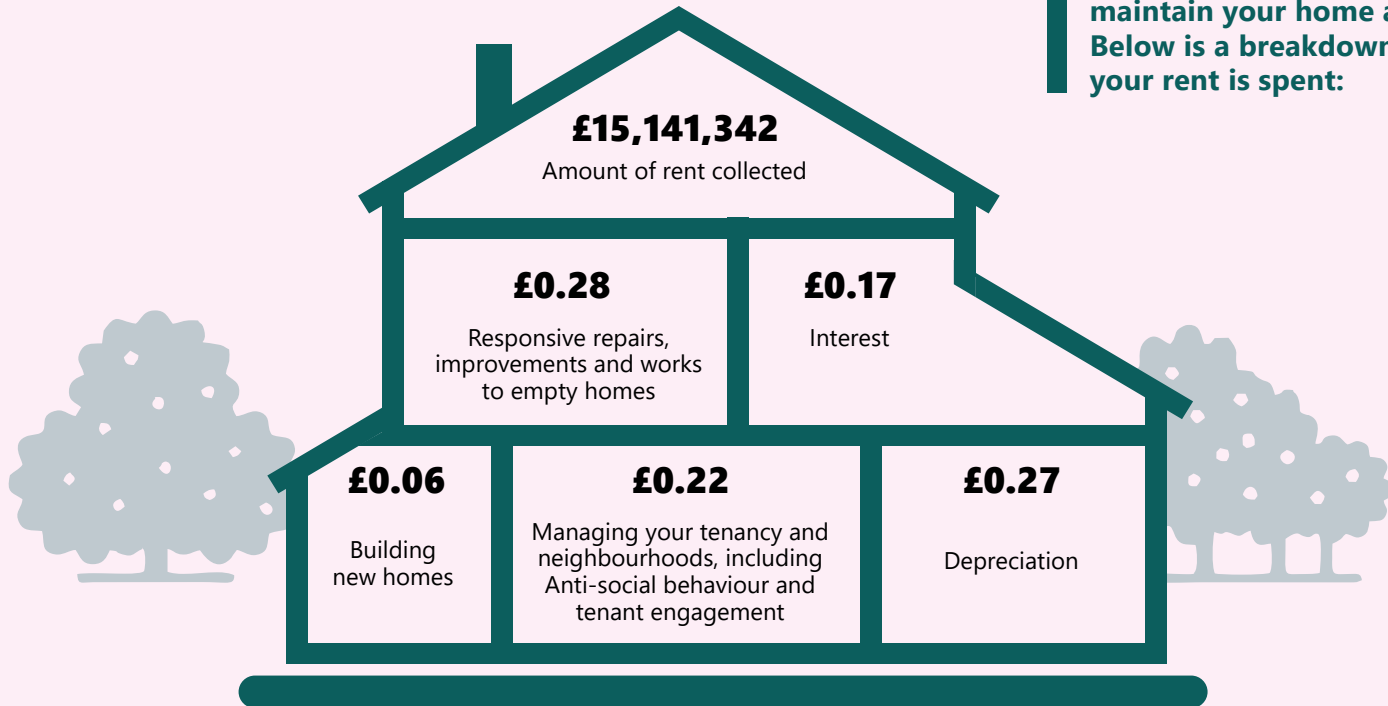 maintain your home a
Below is a breakdown
your rent is spent:
£15,141,342
Amount of rent collected
£0.28
Responsive repairs,
improvements and works
to empty homes
£0.17
Interest
£0.06
Building
new homes
£0.22
Managing your tenancy and
neighbourhoods, including
Anti-social behaviour and
tenant engagement
£0.27
Depreciation